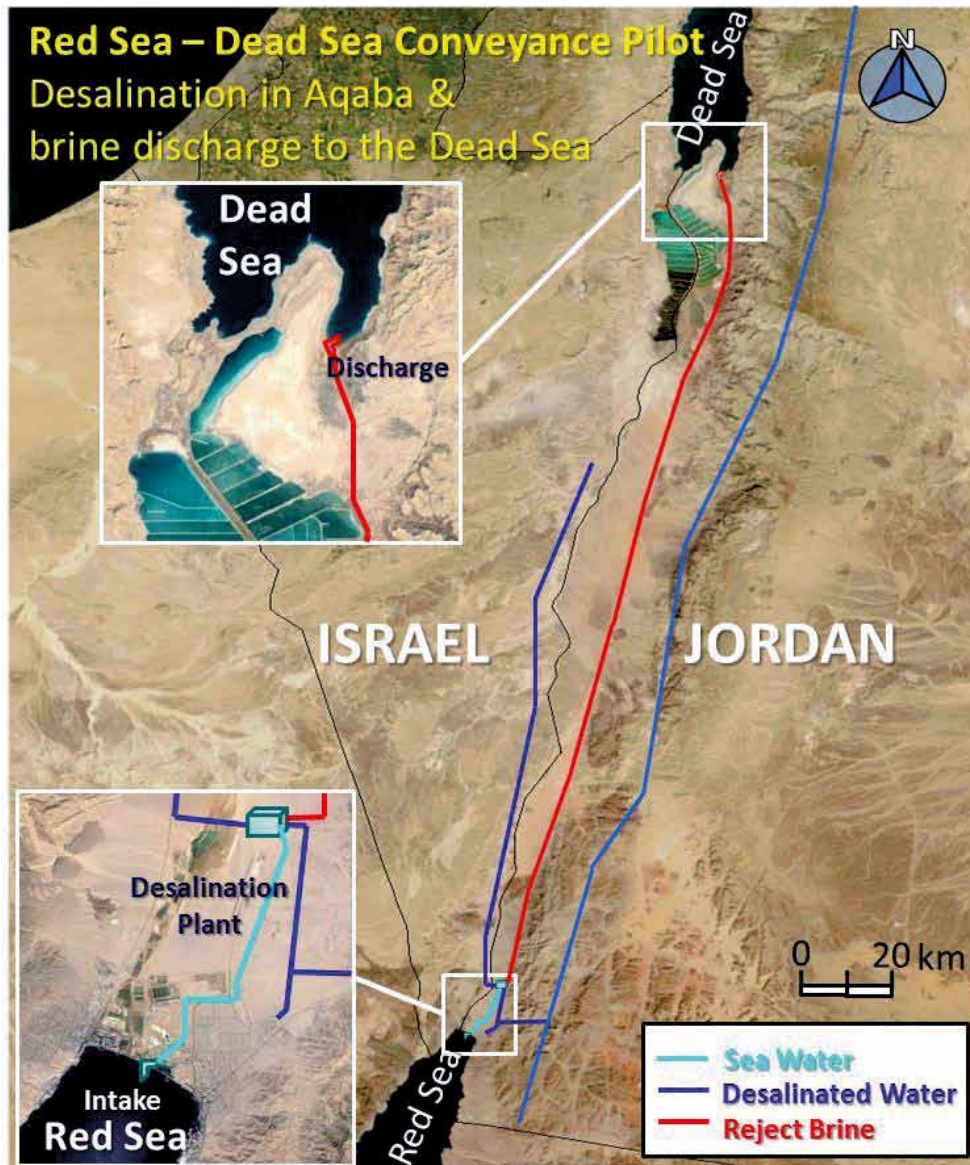 Red Sea – Dead Sea Conveyance Pilot
Desalination in Aqaba &
brine discharge to the Dead Sea
Dead Sea
N
Dead
Sea
Discharge
ISRAEL
JORDAN
Desalination
Plant
Intake
Red Sea
Red Sea
0 20 km
Sea Water
Desalinated Water
Reject Brine